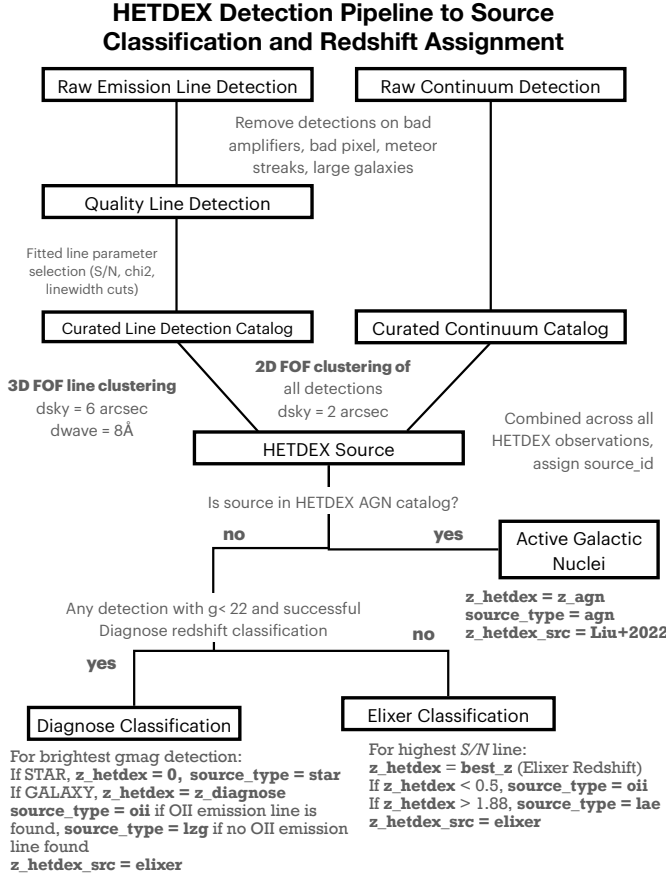 HETDEX Detection Pipeline to Source
Classification and Redshift Assignment
Raw Emission Line Detection
Raw Continuum Detection
Remove detections on bad
amplifiers, bad pixel, meteor
streaks, large galaxies
Quality Line Detection
Fitted line parameter
selection (S/N, chi2,
linewidth cuts)
Curated Line Detection Catalog
Curated Continuum Catalog
3D FOF line clustering
dsky = 6 arcsec
dwave = 8Å
2D FOF clustering of
all detections
dsky = 2 arcsec
Combined across all
HETDEX observations,
assign source_id
HETDEX Source
Is source in HETDEX AGN catalog?
no
yes
Active Galactic
Nuclei
z_hetdex = z_agn
source_type = agn
z_hetdex_src = Liu+2022
Any detection with g< 22 and successful
Diagnose redshift classification
yes
no
Diagnose Classification
For brightest gmag detection:
If STAR, z_hetdex = 0, source_type = star
If GALAXY, z_hetdex = z_diagnose
source_type = oii if OII emission line is
found, source_type = lzg if no OII emission
line found
z_hetdex_src = elixer
Elixer Classification
For highest S/N line:
z_hetdex = best_z (Elixer Redshift)
If z_hetdex < 0.5, source_type = oii
If z_hetdex > 1.88, source_type = lae
z_hetdex_src = elixer